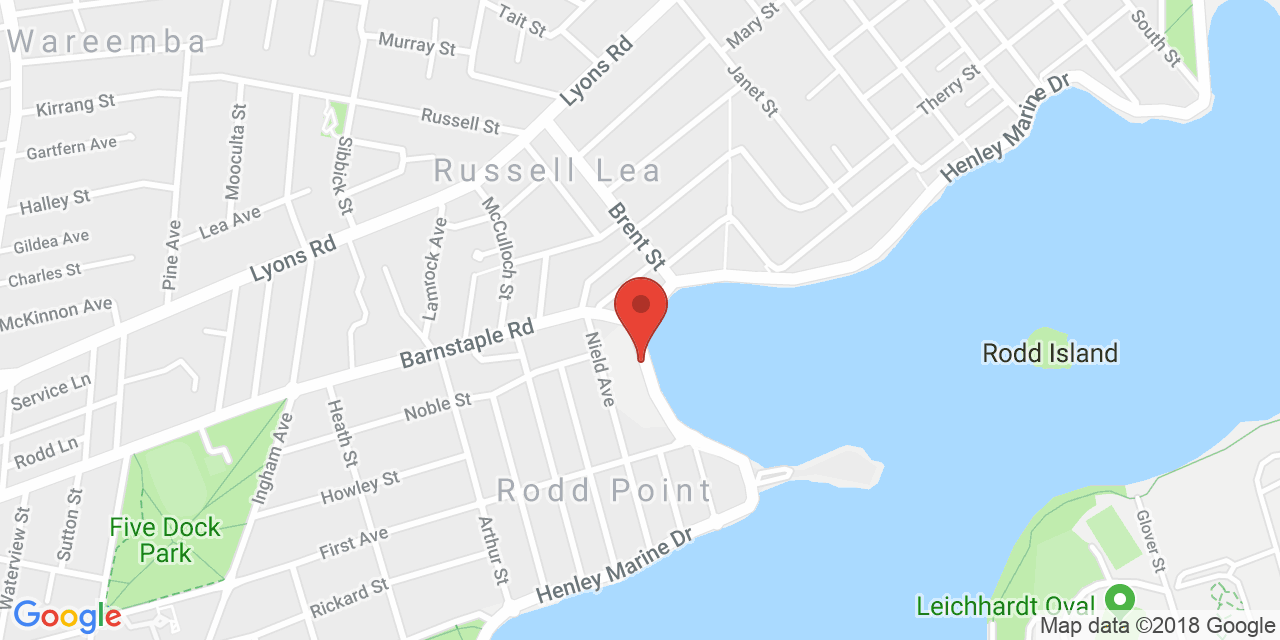 Tait St
Mary St
South St
Wareemba
Murray St
Lyons Rd
Janet St
Therry St
Kirrang St
Henley Marine Dr
Mooculta St
Russell St
Gartfern Ave
Sibbick St
Russell Lea
Halley St
McCulloch St
Brent St
Lea Ave
Gildea Ave
Pine Ave
Lamrock Ave
Lyons Rd
Charles St
McKinnon Ave
Barnstaple Rd
Nield Ave
Rodd Island
Service Ln
Noble St
Heath St
Rodd Ln
Ingham Ave
Howley St
Rodd Point
Sutton St
Waterview St
Five Dock
Park
First Ave
Arthur St
Henley Marine Dr
Glover St
Rickard St
Leichhardt Oval
Google
Map data ©2018 Google